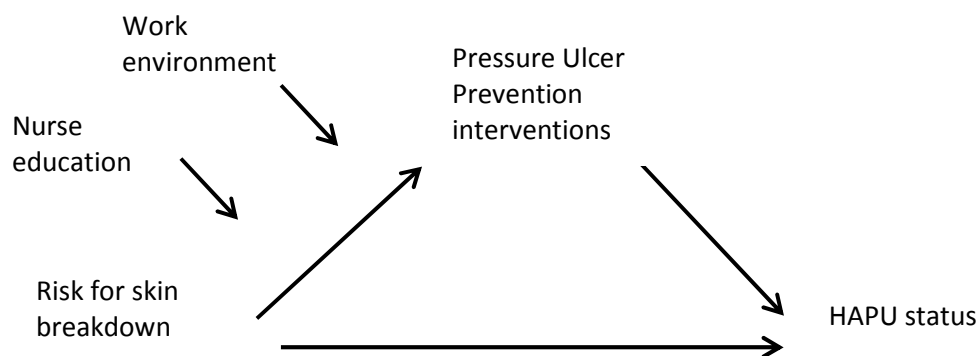 Work
environment
Pressure Ulcer
Prevention
interventions
Nurse
education
Risk for skin
breakdown
HAPU status